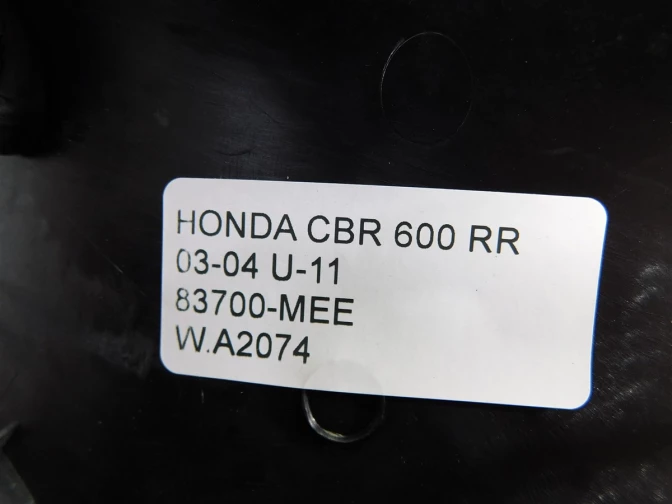 HONDA CBR 600 RR
03-04 U-11
83700-MEE
W.A2074